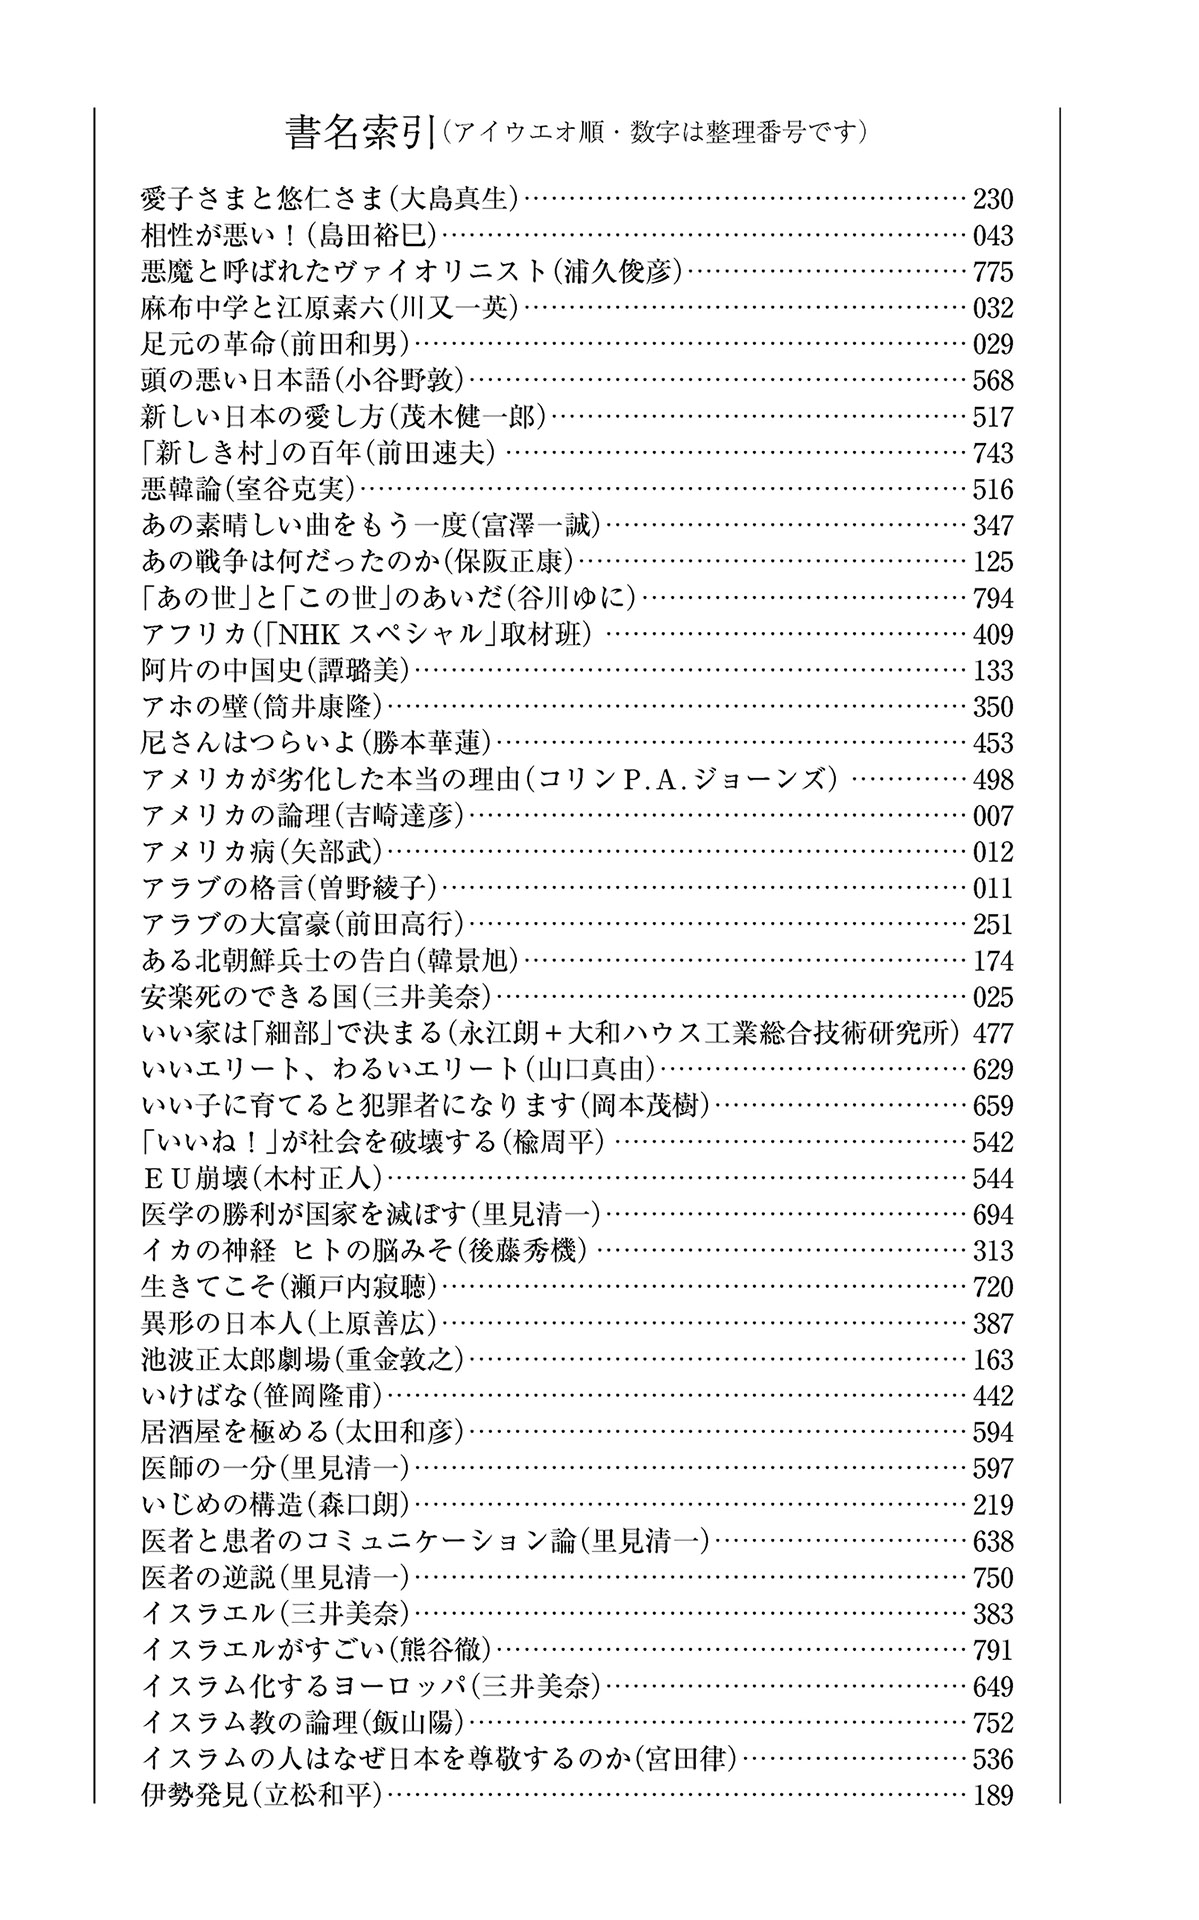 書名索引（アイウエオ順・数字は整理番号です）
愛子さまと悠仁さま（大島真生）……………………………………… 230
相性が悪い！（島田裕巳）……………………………………………… 043
悪魔と呼ばれたヴァイオリニスト（浦久俊彦）……………………… 775
麻布中学と江原素六（川又一英）……………………………………… 032
足元の革命（前田和男）………………………………………………… 029
頭の悪い日本語（小谷野敦）…………………………………………… 568
新しい日本の愛し方（茂木健一郎）…………………………………… 517
「新しき村」の百年（前田速夫）……………………………………… 743
悪韓論（室谷克実）……………………………………………………… 516
あの素晴しい曲をもう一度（富澤一誠）……………………………… 347
あの戦争は何だったのか（保阪正康）………………………………… 125
「あの世」と「この世」のあいだ（谷川ゆに）……………………… 794
アフリカ（「NHK スペシャル」取材班）……………………………… 409
阿片の中国史（譚璐美）………………………………………………… 133
アホの壁（筒井康隆）…………………………………………………… 350
尼さんはつらいよ（勝本華蓮）………………………………………… 453
アメリカが劣化した本当の理由（コリンＰ.Ａ.ジョーンズ）………… 498
アメリカの論理（吉崎達彦）…………………………………………… 007
アメリカ病（矢部武）…………………………………………………… 012
アラブの格言（曽野綾子）……………………………………………… 011
アラブの大富豪（前田高行）…………………………………………… 251
ある北朝鮮兵士の告白（韓景旭）……………………………………… 174
安楽死のできる国（三井美奈）………………………………………… 025
いい家は「細部」で決まる（永江朗＋大和ハウス工業総合技術研究所）477
いいエリート、わるいエリート（山口真由）………………………… 629
いい子に育てると犯罪者になります（岡本茂樹）…………………… 659
「いいね！」が社会を破壊する（楡周平）…………………………… 542
ＥＵ崩壊（木村正人）…………………………………………………… 544
医学の勝利が国家を滅ぼす（里見清一）……………………………… 694
イカの神経 ヒトの脳みそ（後藤秀機）……………………………… 313
生きてこそ（瀬戸内寂聴）……………………………………………… 720
異形の日本人（上原善広）……………………………………………… 387
池波正太郎劇場（重金敦之）…………………………………………… 163
いけばな（笹岡隆甫）…………………………………………………… 442
居酒屋を極める（太田和彦）…………………………………………… 594
医師の一分（里見清一）………………………………………………… 597
いじめの構造（森口朗）………………………………………………… 219
医者と患者のコミュニケーション論（里見清一）…………………… 638
医者の逆説（里見清一）………………………………………………… 750
イスラエル（三井美奈）………………………………………………… 383
イスラエルがすごい（熊谷徹）………………………………………… 791
イスラム化するヨーロッパ（三井美奈）……………………………… 649
イスラム教の論理（飯山陽）…………………………………………… 752
イスラムの人はなぜ日本を尊敬するのか（宮田律）………………… 536
伊勢発見（立松和平）…………………………………………………… 189